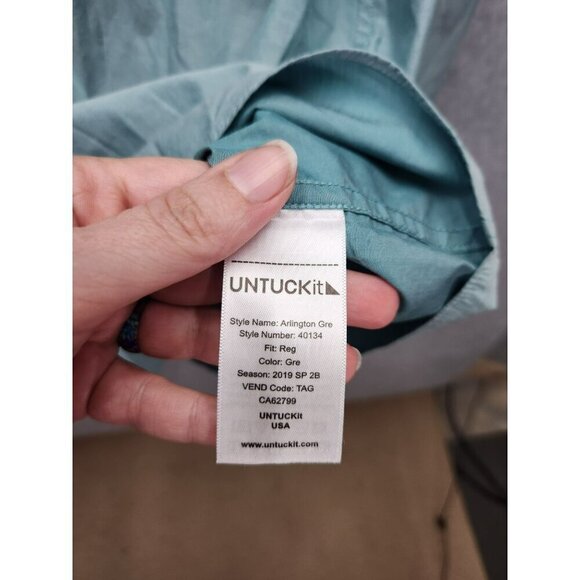 UNTUCKit
Style Name: Arlington Gre
Style Number: 40134
Fit: Reg
Color: Gre
Season: 2019 SP 2B
VEND Code: TAG
CA62799
UNTUCKit
USA
www.untuckit.com